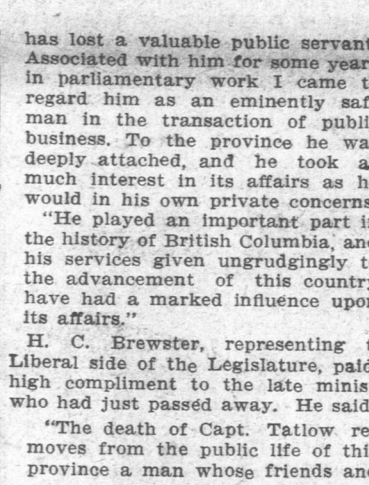 has lost a valuable public servant
Associated with him for some year
in parliamentary work I came t
regard him as an eminently saf
man in the transaction of publi
business. To the province he wa
deeply attached, and he took a
much interest in its affairs as h
would in his own private concerns
"He played an important part i
the history of British Columbia, an
his services given ungrudgingly t
the advancement of this country
have had a marked influence upon
its affairs."
H. C. Brewster, representing t
Liberal side of the Legislature, paid
high compliment to the late minis
who had just passed away. He said
"The death of Capt. Tatlow re
moves from the public life of thi
province a man whose friends and